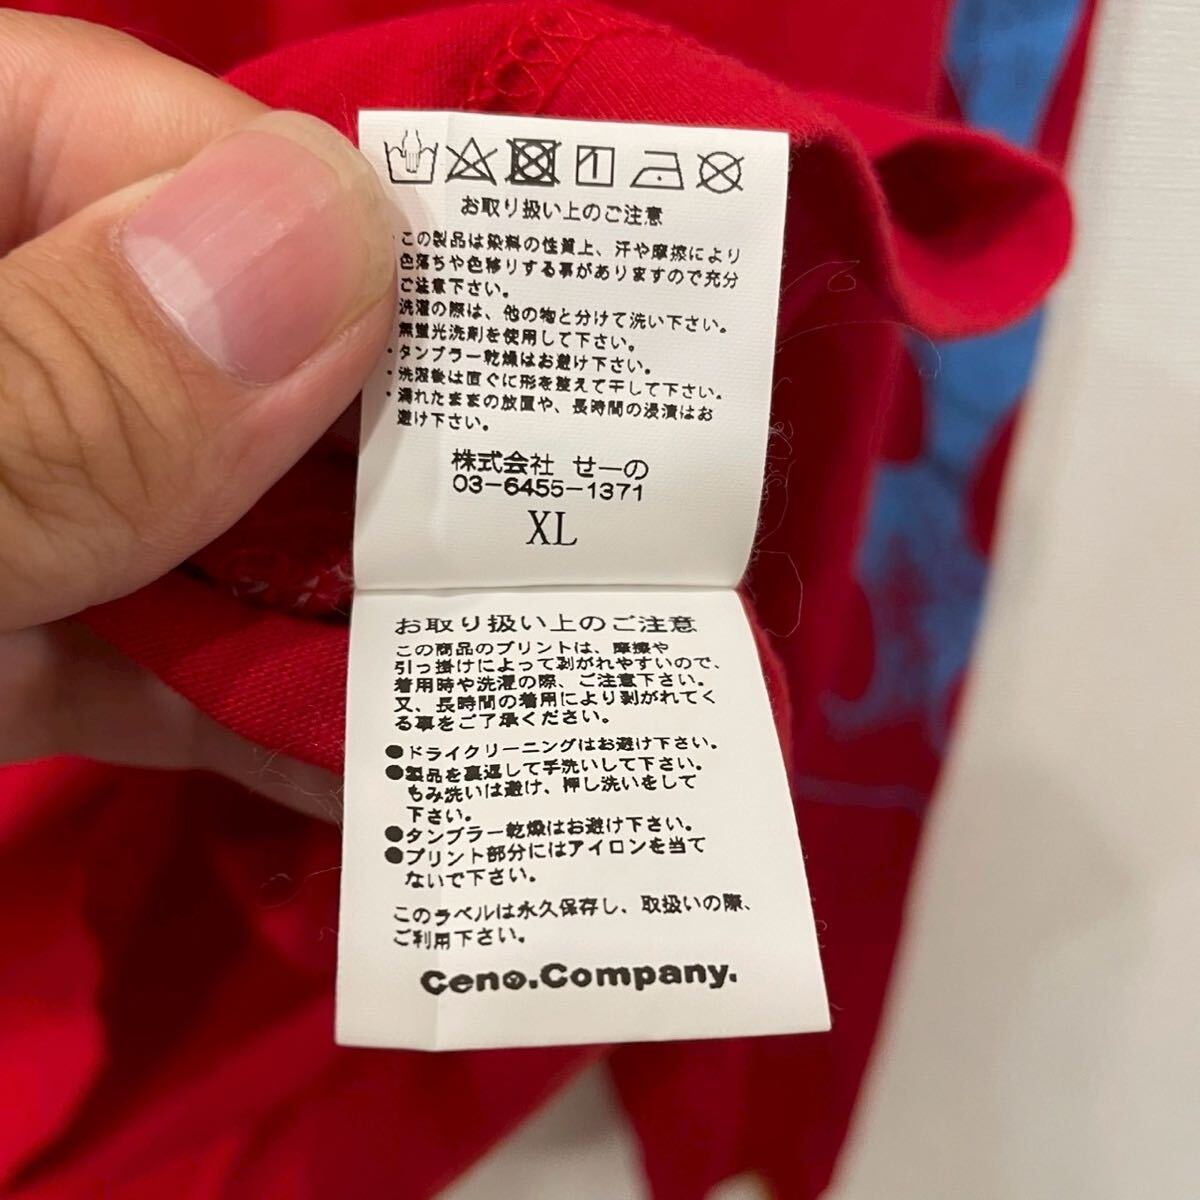 お取り扱い上のご注意
・この製品は染料の性質上、汗や摩擦により
色落ちや色移りする事がありますので充分
ご注意下さい。
洗濯の際は、他の物と分けて洗い下さい。
無蛍光洗剤を使用して下さい。
・タンブラー乾燥はお避け下さい。
・洗濯後は直ぐに形を整えて干して下さい。
・濡れたままの放置や、長時間の浸漬はお
避け下さい。
株式会社 せーの
03-6455-1371
XL
お取り扱い上のご注意
この商品のプリントは、摩擦や
引っ掛けによって剥がれやすいので、
着用時や洗濯の際、ご注意下さい。
又、長時間の着用により剥がれてく
る事をご了承ください。
●ドライクリーニングはお避け下さい。
●製品を裏返して手洗いして下さい。
もみ洗いは避け、押し洗いをして
下さい。
●タンブラー乾燥はお避け下さい。
●プリント部分にはアイロンを当て
ないで下さい。
このラベルは永久保存し、取扱いの際、
ご利用下さい。
Ceno.Company.